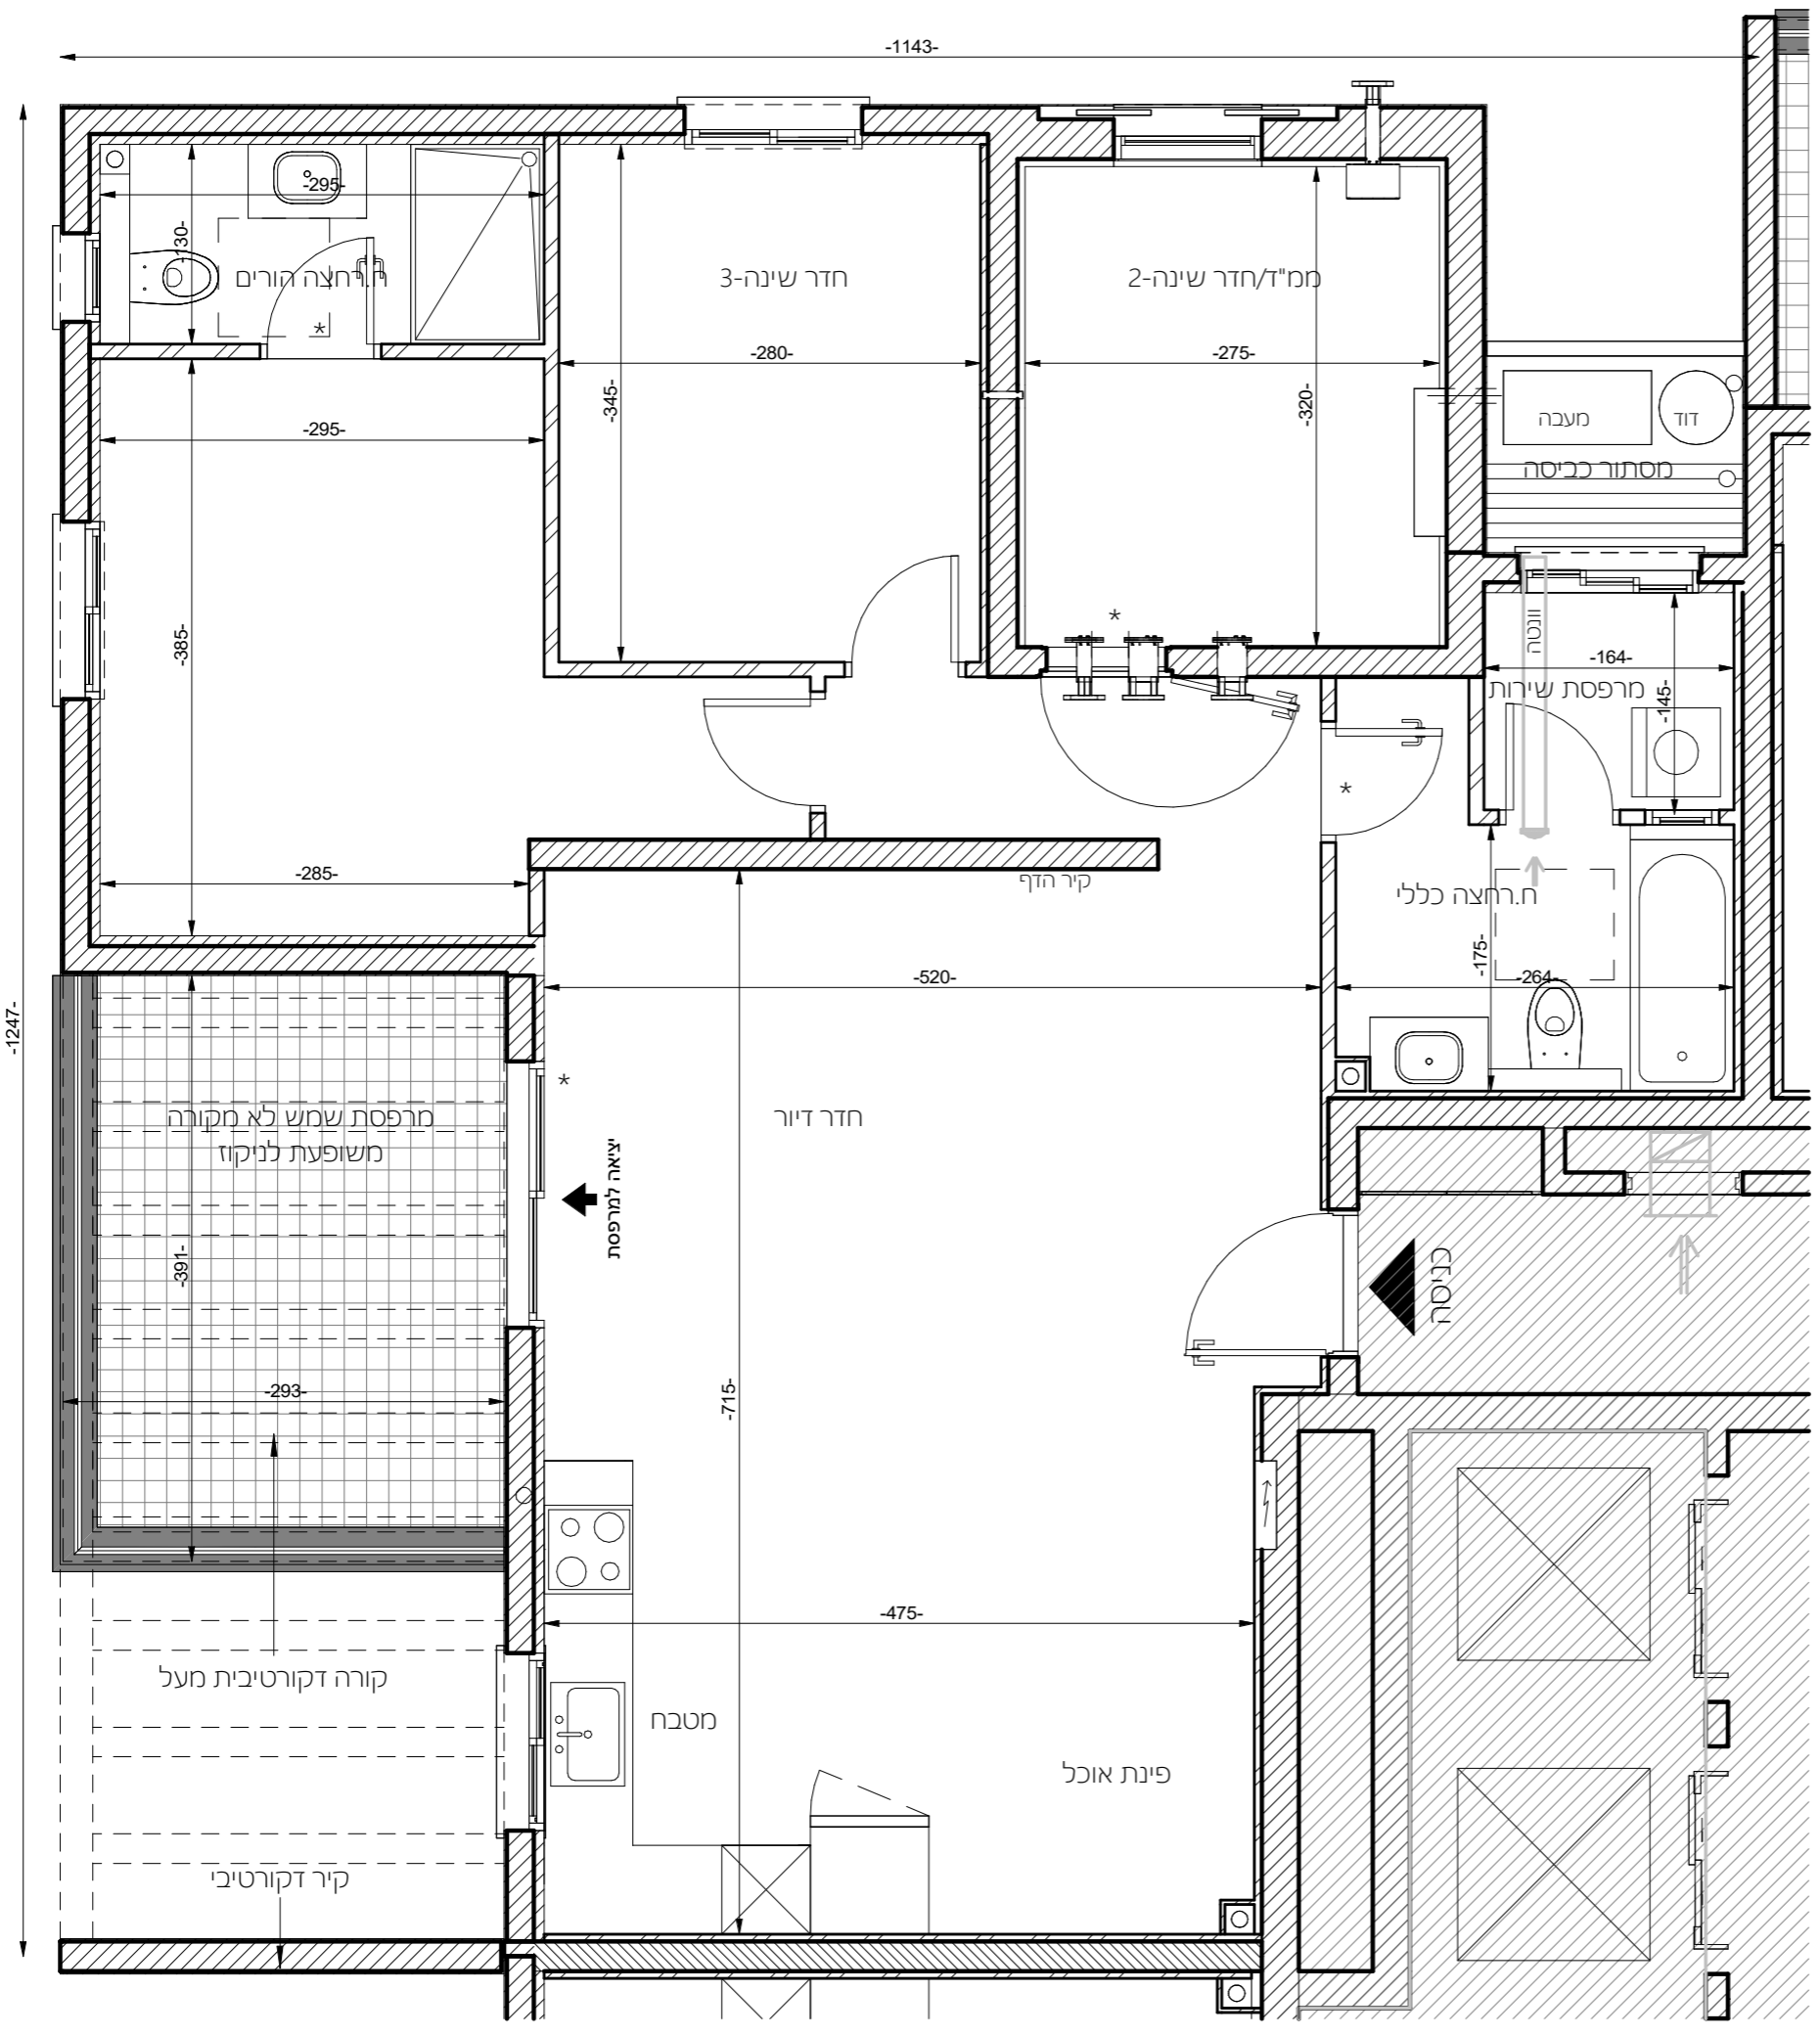 -1143-
-1247-
-295-
-130-
ח.רחצה הורים
*
חדר שינה-3
-280-
-345-
ממ"ד/חדר שינה-2
-275-
-320-
*
מעבה
דוד
מסתור כביסה
וונטה
-164-
מרפסת שירות
-145-
-295-
-385-
-285-
*
קיר הדף
ח.רחצה כללי
-175-
-264-
-520-
*
מרפסת שמש לא מקורה
משופעת לניקוז
חדר דיור
יציאה למרפסת
כניסה
-391-
-293-
-715-
-475-
קורה דקורטיבית מעל
מטבח
פינת אוכל
קיר דקורטיבי